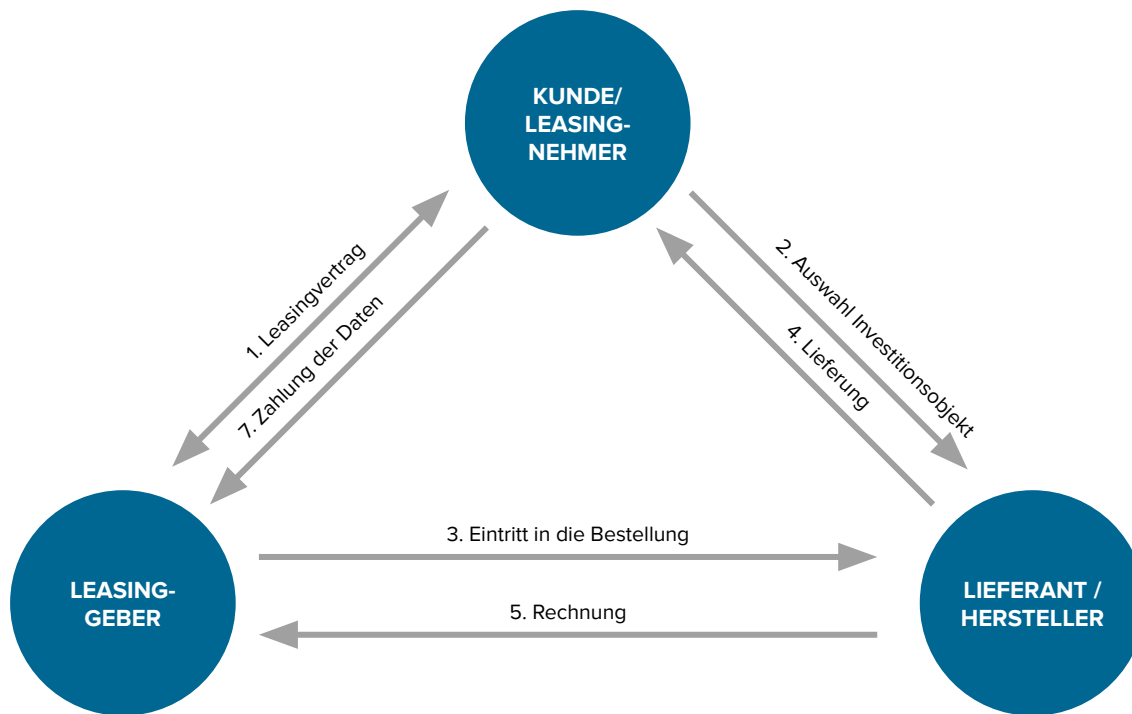 KUNDE/
LEASING-
NEHMER
1. Leasingvertrag
7. Zahlung der Daten
2. Auswahl Investitionsobjekt
4. Lieferung
3. Eintritt in die Bestellung
5. Rechnung
LEASING-
GEBER
LIEFERANT /
HERSTELLER